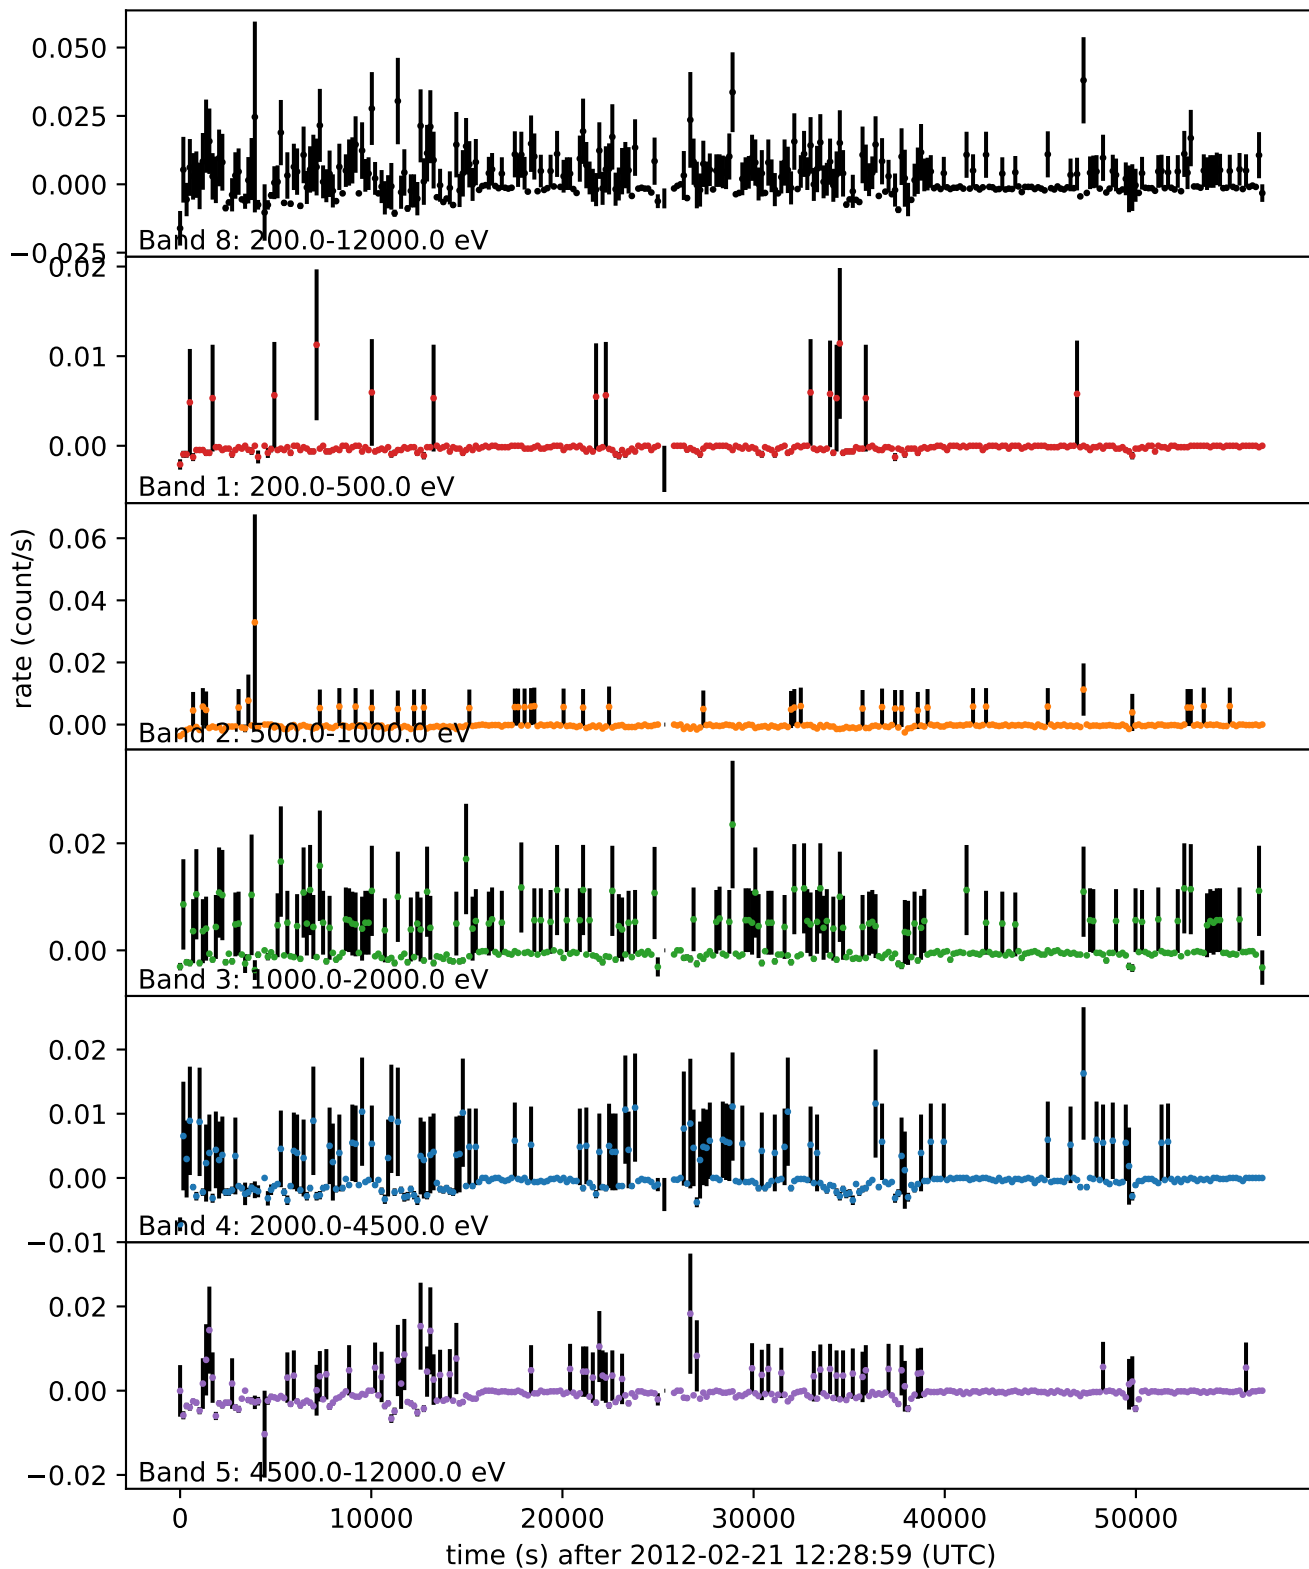 0.050
0.025
0.000
−0.025
Band 8: 200.0-12000.0 eV
0.02
0.01
0.00
Band 1: 200.0-500.0 eV
0.06
0.04
0.02
0.00
Band 2: 500.0-1000.0 eV
rate (count/s)
0.02
0.00
Band 3: 1000.0-2000.0 eV
0.02
0.01
0.00
−0.01
Band 4: 2000.0-4500.0 eV
0.02
0.00
−0.02
Band 5: 4500.0-12000.0 eV
0 10000 20000 30000 40000 50000
time (s) after 2012-02-21 12:28:59 (UTC)